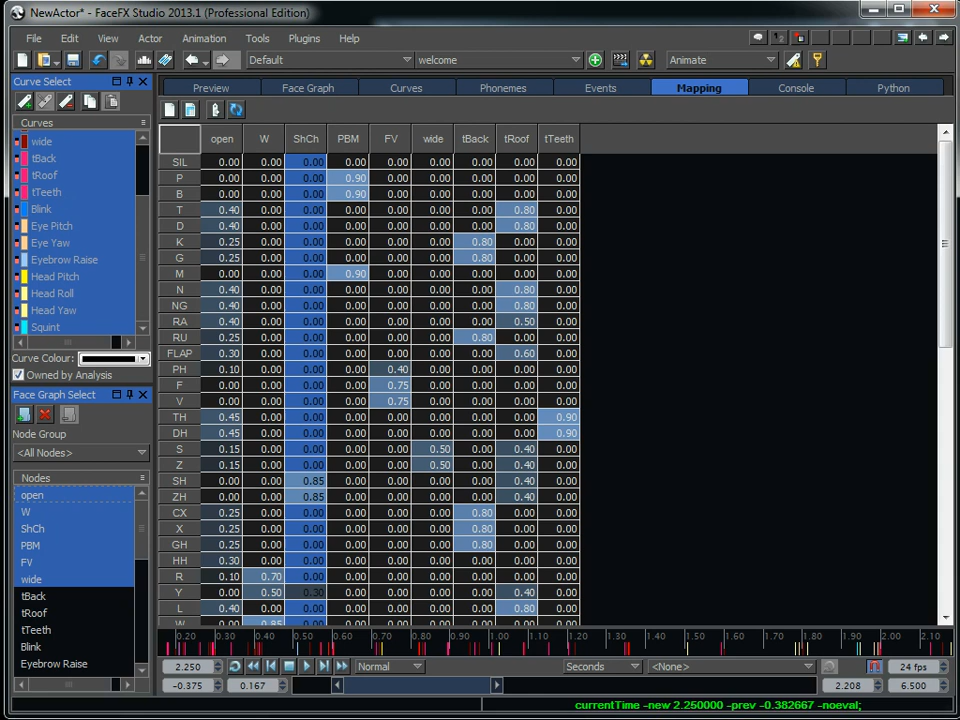 NewActor* - FaceFX Studio 2013.1 (Professional Edition)
File Edit View Actor Animation Tools Plugins Help
Default welcome Animate
Curve Select
Curves
wide
tBack
tRoof
tTeeth
Blink
Eye Pitch
Eye Yaw
Eyebrow Raise
Head Pitch
Head Roll
Head Yaw
Squint
Curve Colour:
Owned by Analysis
Face Graph Select
Node Group
<All Nodes>
Nodes
open
W
ShCh
PBM
FV
wide
tBack
tRoof
tTeeth
Blink
Eyebrow Raise
Preview Face Graph Curves Phonemes Events Mapping Console Python
open W ShCh PBM FV wide tBack tRoof tTeeth
SIL 0.00 0.00 0.00 0.00 0.00 0.00 0.00 0.00 0.00
P 0.00 0.00 0.00 0.90 0.00 0.00 0.00 0.00 0.00
B 0.00 0.00 0.00 0.90 0.00 0.00 0.00 0.00 0.00
T 0.40 0.00 0.00 0.00 0.00 0.00 0.00 0.80 0.00
D 0.40 0.00 0.00 0.00 0.00 0.00 0.00 0.80 0.00
K 0.25 0.00 0.00 0.00 0.00 0.00 0.80 0.00 0.00
G 0.25 0.00 0.00 0.00 0.00 0.00 0.80 0.00 0.00
M 0.00 0.00 0.00 0.90 0.00 0.00 0.00 0.00 0.00
N 0.40 0.00 0.00 0.00 0.00 0.00 0.00 0.80 0.00
NG 0.40 0.00 0.00 0.00 0.00 0.00 0.00 0.80 0.00
RA 0.40 0.00 0.00 0.00 0.00 0.00 0.00 0.50 0.00
RU 0.25 0.00 0.00 0.00 0.00 0.00 0.80 0.00 0.00
FLAP 0.30 0.00 0.00 0.00 0.00 0.00 0.00 0.60 0.00
PH 0.10 0.00 0.00 0.00 0.40 0.00 0.00 0.00 0.00
F 0.00 0.00 0.00 0.00 0.75 0.00 0.00 0.00 0.00
V 0.00 0.00 0.00 0.00 0.75 0.00 0.00 0.00 0.00
TH 0.45 0.00 0.00 0.00 0.00 0.00 0.00 0.00 0.90
DH 0.45 0.00 0.00 0.00 0.00 0.00 0.00 0.00 0.90
S 0.15 0.00 0.00 0.00 0.00 0.50 0.00 0.40 0.00
Z 0.15 0.00 0.00 0.00 0.00 0.50 0.00 0.40 0.00
SH 0.00 0.00 0.85 0.00 0.00 0.00 0.00 0.40 0.00
ZH 0.00 0.00 0.85 0.00 0.00 0.00 0.00 0.40 0.00
CX 0.25 0.00 0.00 0.00 0.00 0.00 0.80 0.00 0.00
X 0.25 0.00 0.00 0.00 0.00 0.00 0.80 0.00 0.00
GH 0.25 0.00 0.00 0.00 0.00 0.00 0.80 0.00 0.00
HH 0.30 0.00 0.00 0.00 0.00 0.00 0.00 0.00 0.00
R 0.10 0.70 0.00 0.00 0.00 0.00 0.00 0.00 0.00
Y 0.00 0.50 0.30 0.00 0.00 0.00 0.00 0.40 0.00
L 0.40 0.00 0.00 0.00 0.00 0.00 0.00 0.80 0.00
W 0.00 0.85 0.00 0.00 0.00 0.00 0.00 0.00 0.00
0.20 0.30 0.40 0.50 0.60 0.70 0.80 0.90 1.00 1.10 1.20 1.30 1.40 1.50 1.60 1.70 1.80 1.90 2.00 2.10
2.250 Normal Seconds <None> 24 fps
-0.375 0.167 2.208 6.500
currentTime -new 2.250000 -prev -0.382667 -noeval;